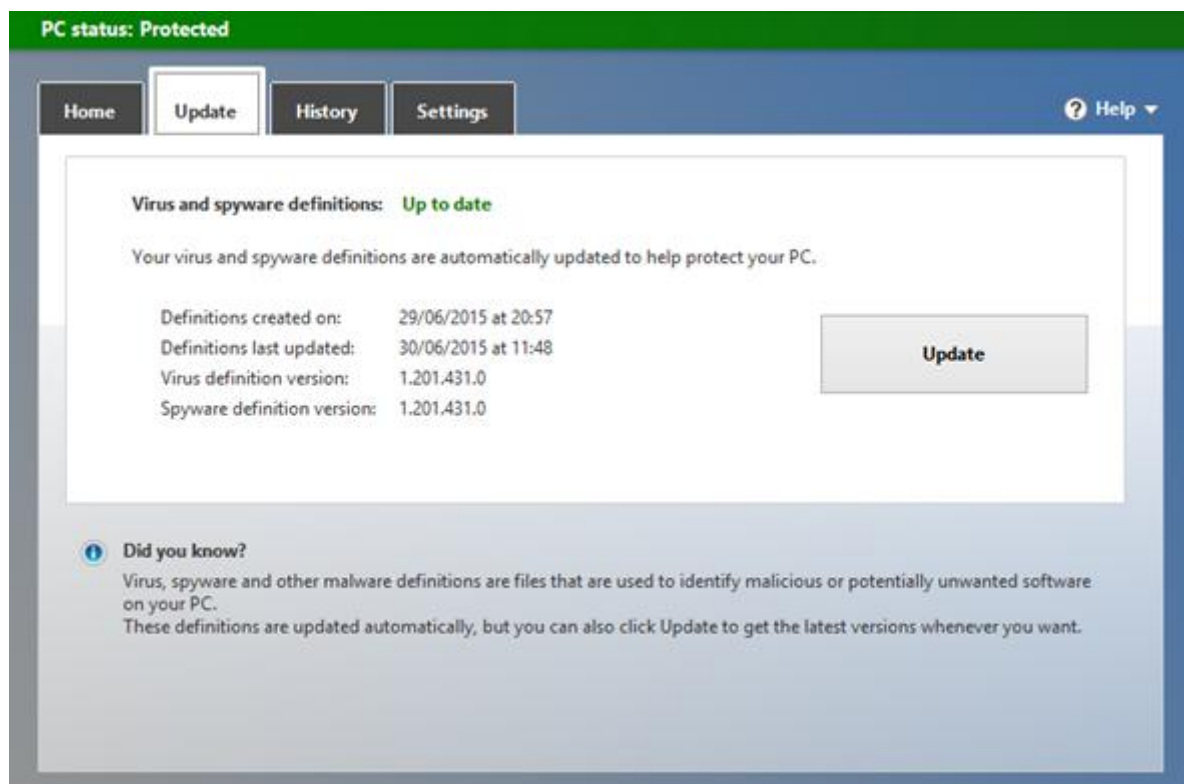 PC status: Protected
Home Update History Settings Help
Virus and spyware definitions: Up to date
Your virus and spyware definitions are automatically updated to help protect your PC.
Definitions created on: 29/06/2015 at 20:57
Definitions last updated: 30/06/2015 at 11:48
Update
Virus definition version: 1.201.431.0
Spyware definition version: 1.201.431.0
Did you know?
Virus, spyware and other malware definitions are files that are used to identify malicious or potentially unwanted software
on your PC.
These definitions are updated automatically, but you can also click Update to get the latest versions whenever you want.